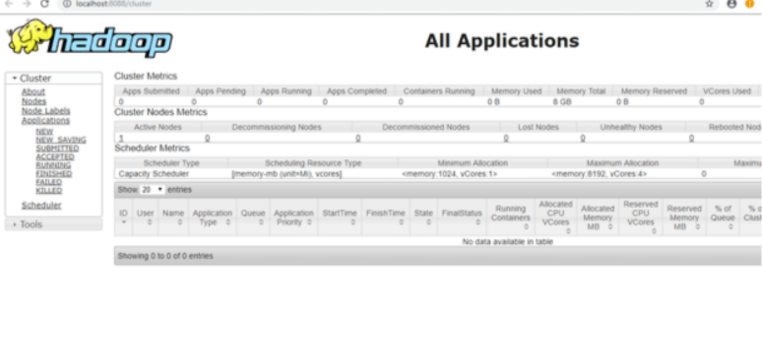 localhost:8088/cluster
hadoop
All Applications
Cluster
About
Nodes
Node Labels
Applications
NEW
NEW_SAVING
SUBMITTED
ACCEPTED
RUNNING
FINISHED
FAILED
KILLED
Scheduler
Tools
Cluster Metrics
Apps Submitted Apps Pending Apps Running Apps Completed Containers Running Memory Used Memory Total Memory Reserved VCores Used
0 0 0 0 0 0 B 8 GB 0 B 0
Cluster Nodes Metrics
Active Nodes Decommissioning Nodes Decommissioned Nodes Lost Nodes Unhealthy Nodes Rebooted Nod
1 0 0 0 0 0
Scheduler Metrics
Scheduler Type Scheduling Resource Type Minimum Allocation Maximum Allocation Maximu
Capacity Scheduler [memory-mb (unit=Mi), vcores] <memory:1024, vCores:1> <memory:8192, vCores:4> 0
Show 20 entries
ID User Name Application Type Queue Application Priority StartTime FinishTime State FinalStatus Running Containers Allocated CPU VCores Allocated Memory MB Reserved CPU VCores Reserved Memory MB % of Queue % o Clust
No data available in table
Showing 0 to 0 of 0 entries